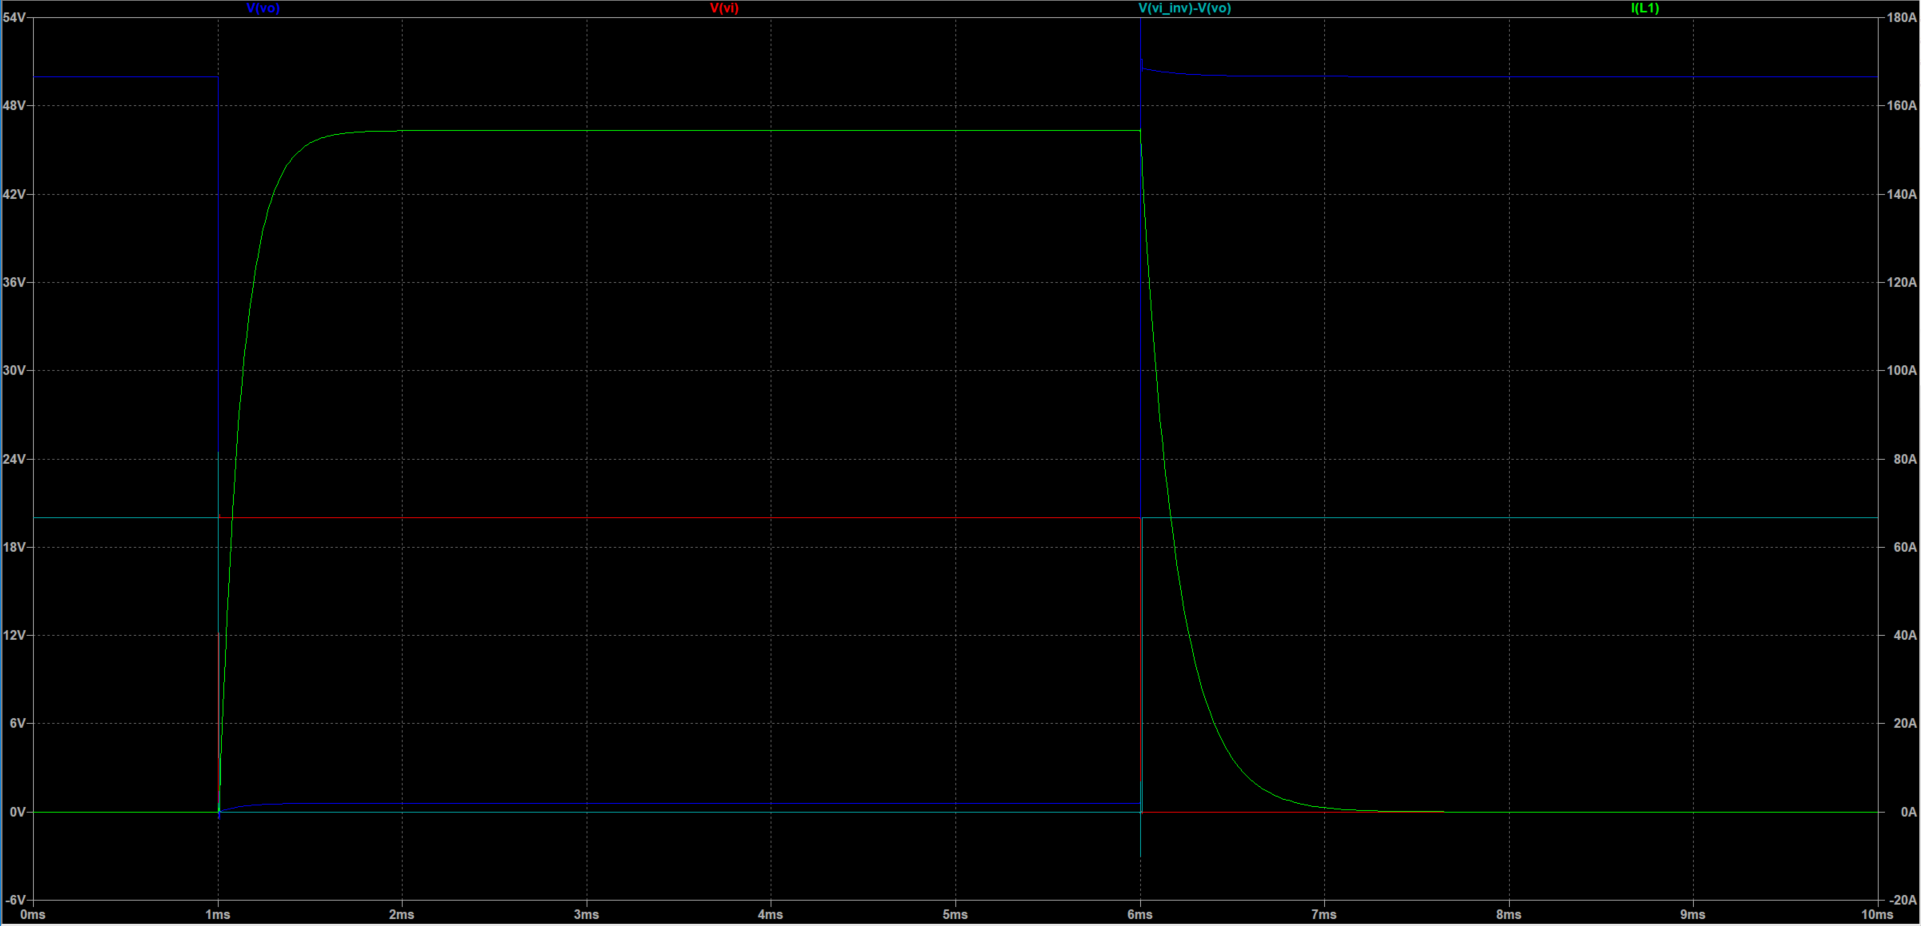 V(vo) V(vi) V(vi_inv)-V(vo) I(L1)
54V 180A
48V 160A
42V 140A
36V 120A
30V 100A
24V 80A
18V 60A
12V 40A
6V 20A
0V 0A
-6V -20A
0ms 1ms 2ms 3ms 4ms 5ms 6ms 7ms 8ms 9ms 10ms